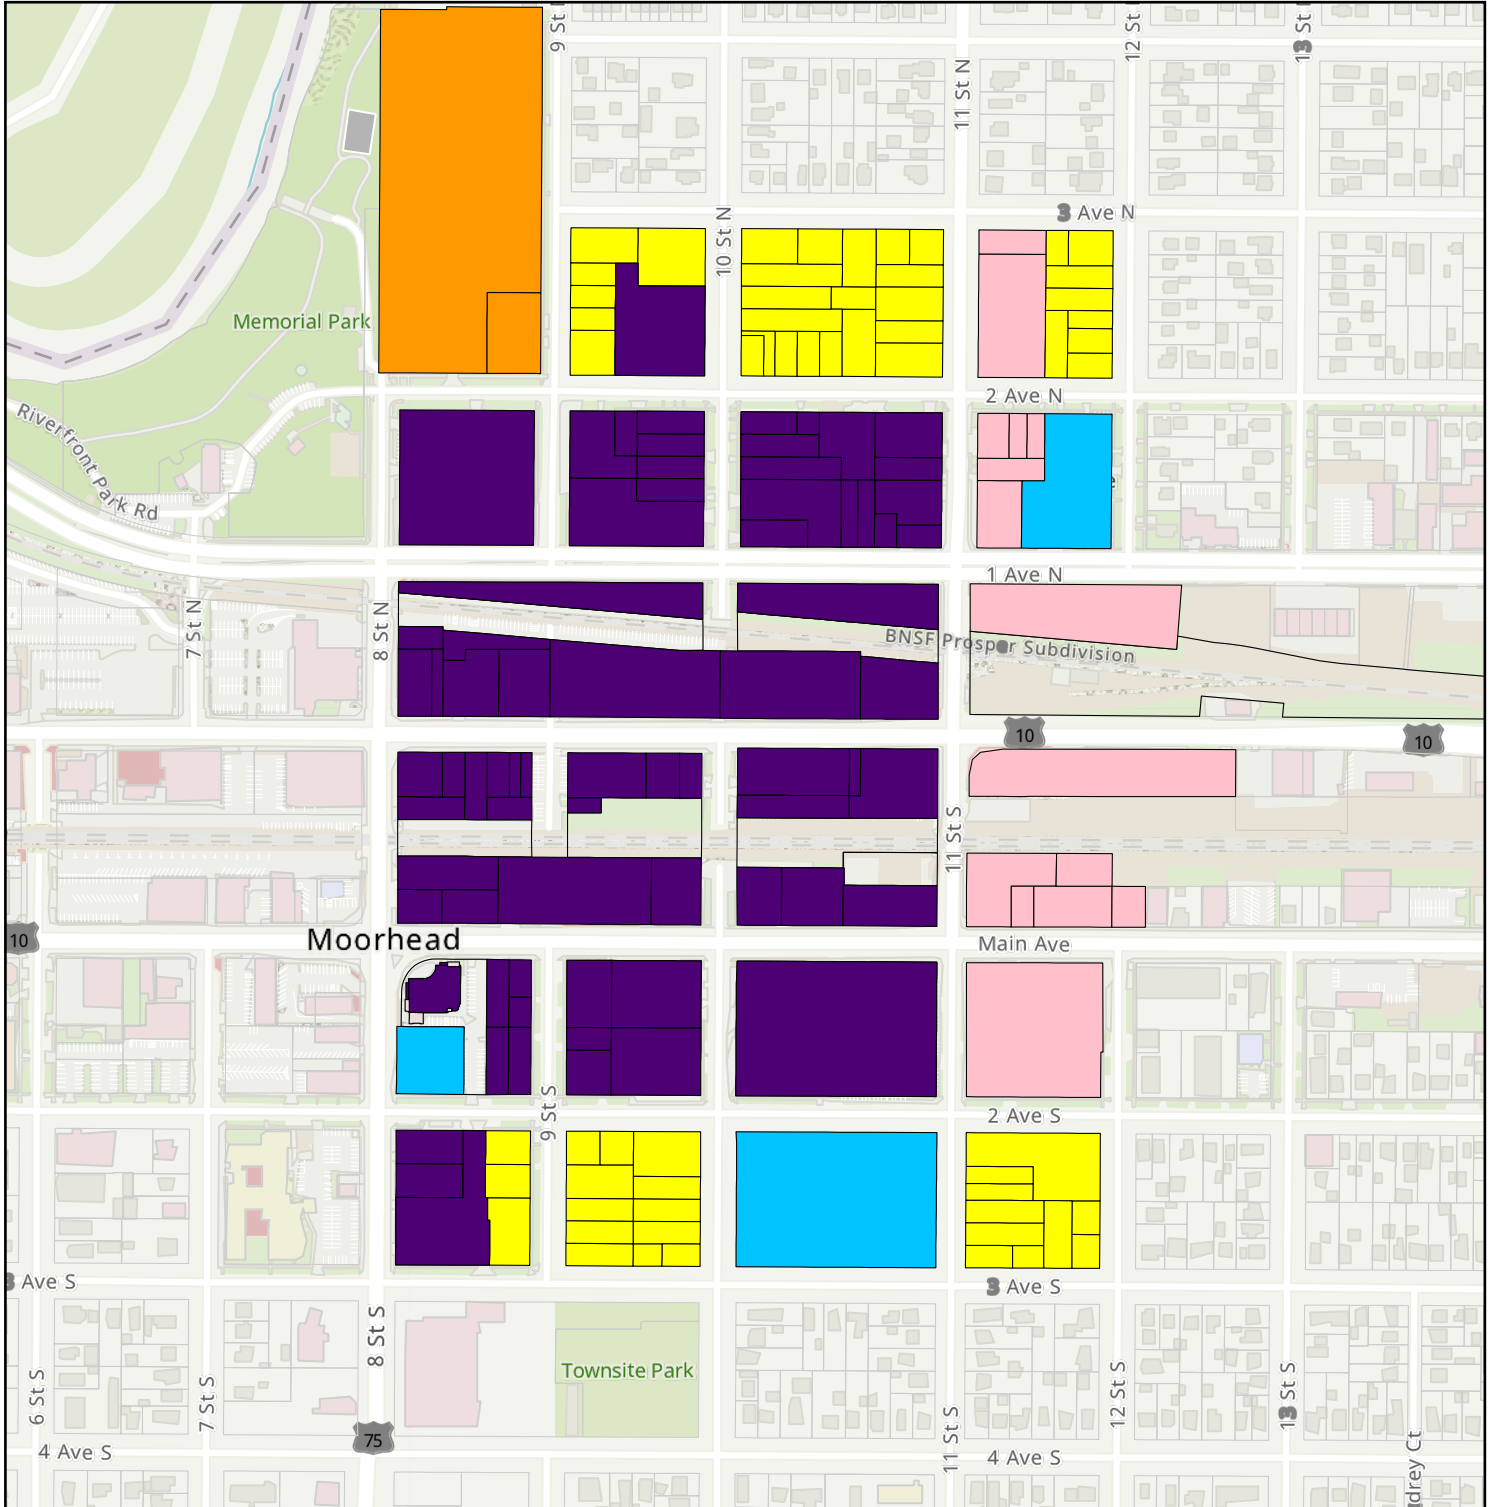 9 St
12 St
13 St
11 St N
3 Ave N
10 St N
Memorial Park
2 Ave N
Riverfront Park Rd
1 Ave N
7 St N
8 St N
BNSF Prosper Subdivision
10
10
11 St S
10
Moorhead
Main Ave
9 St S
2 Ave S
3 Ave S
3 Ave S
8 St S
Townsite Park
6 St S
7 St S
12 St S
13 St S
11 St S
75
4 Ave S
4 Ave S
drey Ct